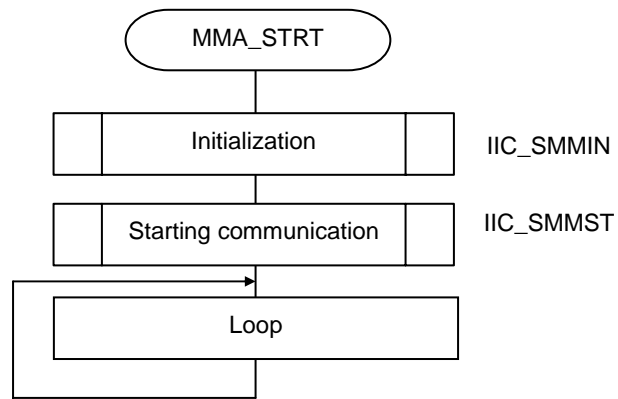 MMA_STRT
Initialization
IIC_SMMIN
Starting communication
IIC_SMMST
Loop